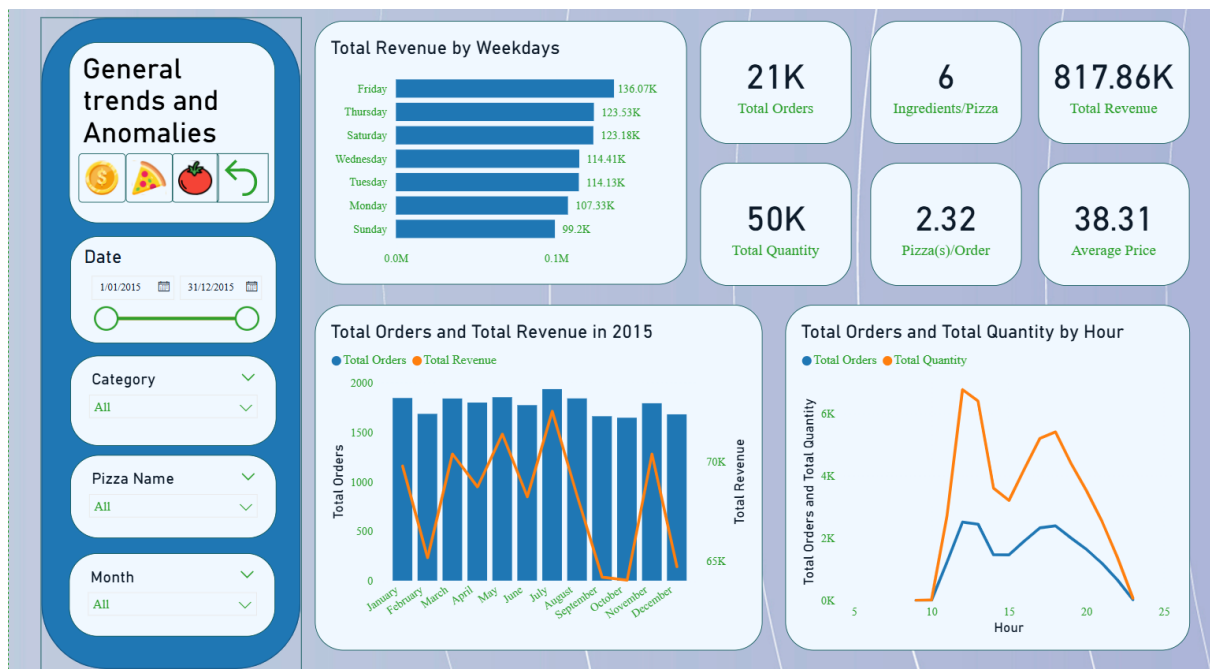 General
trends and
Anomalies
Date
1/01/2015
31/12/2015
Category
All
Pizza Name
All
Month
All
Total Revenue by Weekdays
Friday 136.07K
Thursday 123.53K
Saturday 123.18K
Wednesday 114.41K
Tuesday 114.13K
Monday 107.33K
Sunday 99.2K
0.0M 0.1M
21K
Total Orders
6
Ingredients/Pizza
817.86K
Total Revenue
50K
Total Quantity
2.32
Pizza(s)/Order
38.31
Average Price
Total Orders and Total Revenue in 2015
Total Orders Total Revenue
2000
1500
1000
500
0
Total Orders
70K
65K
Total Revenue
January February March April May June July August September October November December
Total Orders and Total Quantity by Hour
Total Orders Total Quantity
6K
4K
2K
0K
Total Orders and Total Quantity
5 10 15 20 25
Hour